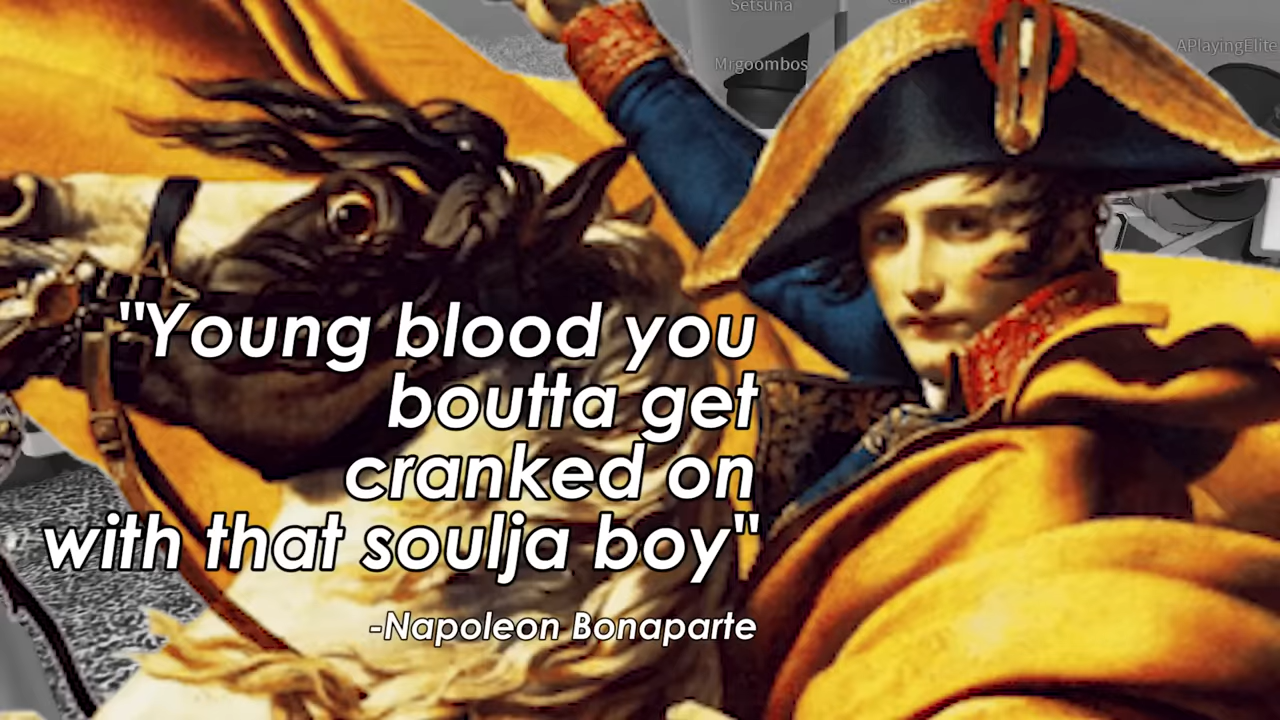 Setsuna
Mrgoombos
APlayingElite
"Young blood you
boutta get
cranked on
with that soulja boy"
-Napoleon Bonaparte